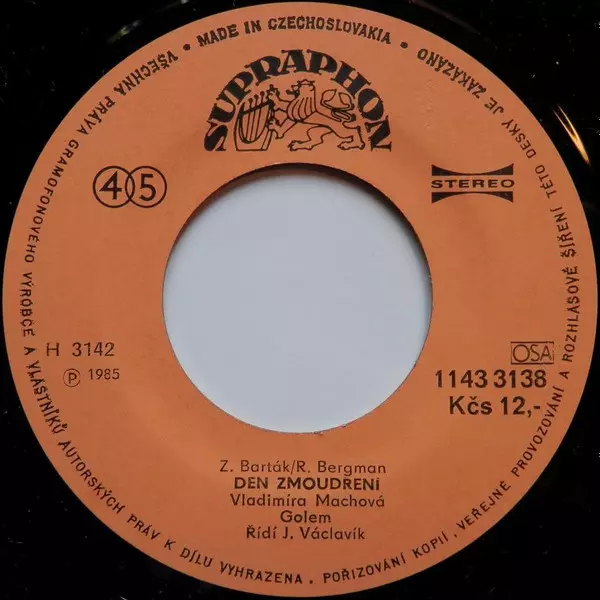 VŠECHNA PRÁVA GRAMOFONOVÉHO VÝROBCE A VLASTNÍKŮ AUTORSKÝCH PRÁV K DÍLU VYHRAZENA . POŘIZOVÁNÍ KOPIÍ , VEŘEJNÉ PROVOZOVÁNÍ A ROZHLASOVÉ ŠÍŘENÍ TÉTO DESKY JE ZAKÁZÁNO • MADE IN CZECHOSLOVAKIA •
SUPRAPHON
45
STEREO
H 3142
Ⓟ 1985
OSA
1143 3138
Kčs 12,-
Z. Barták/R. Bergman
DEN ZMOUDŘENÍ
Vladimíra Machová
Golem
Řídí J. Václavík